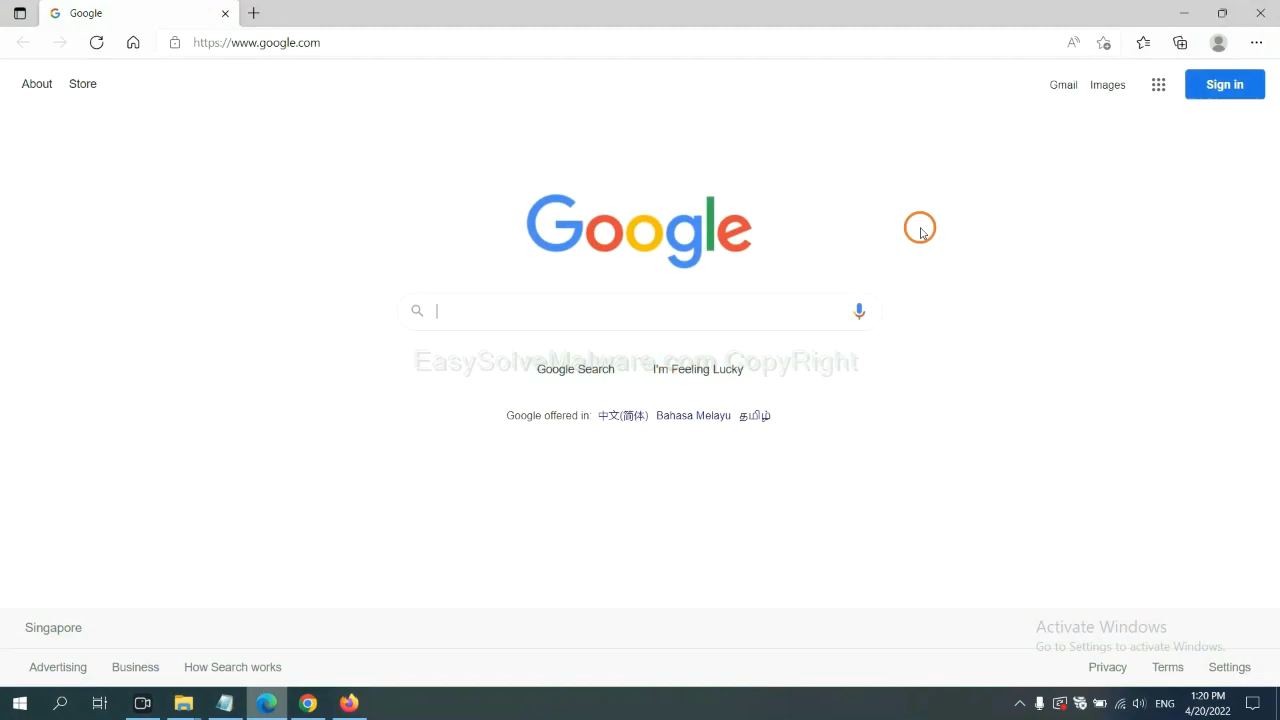 Google
https://www.google.com
About Store
Gmail Images Sign in
Google
EasySolveMalware.com CopyRight
Google Search I'm Feeling Lucky
Google offered in: 中文(简体) Bahasa Melayu தமிழ்
Singapore
Activate Windows
Go to Settings to activate Windows.
Advertising Business How Search works
Privacy Terms Settings
ENG
1:20 PM
4/20/2022